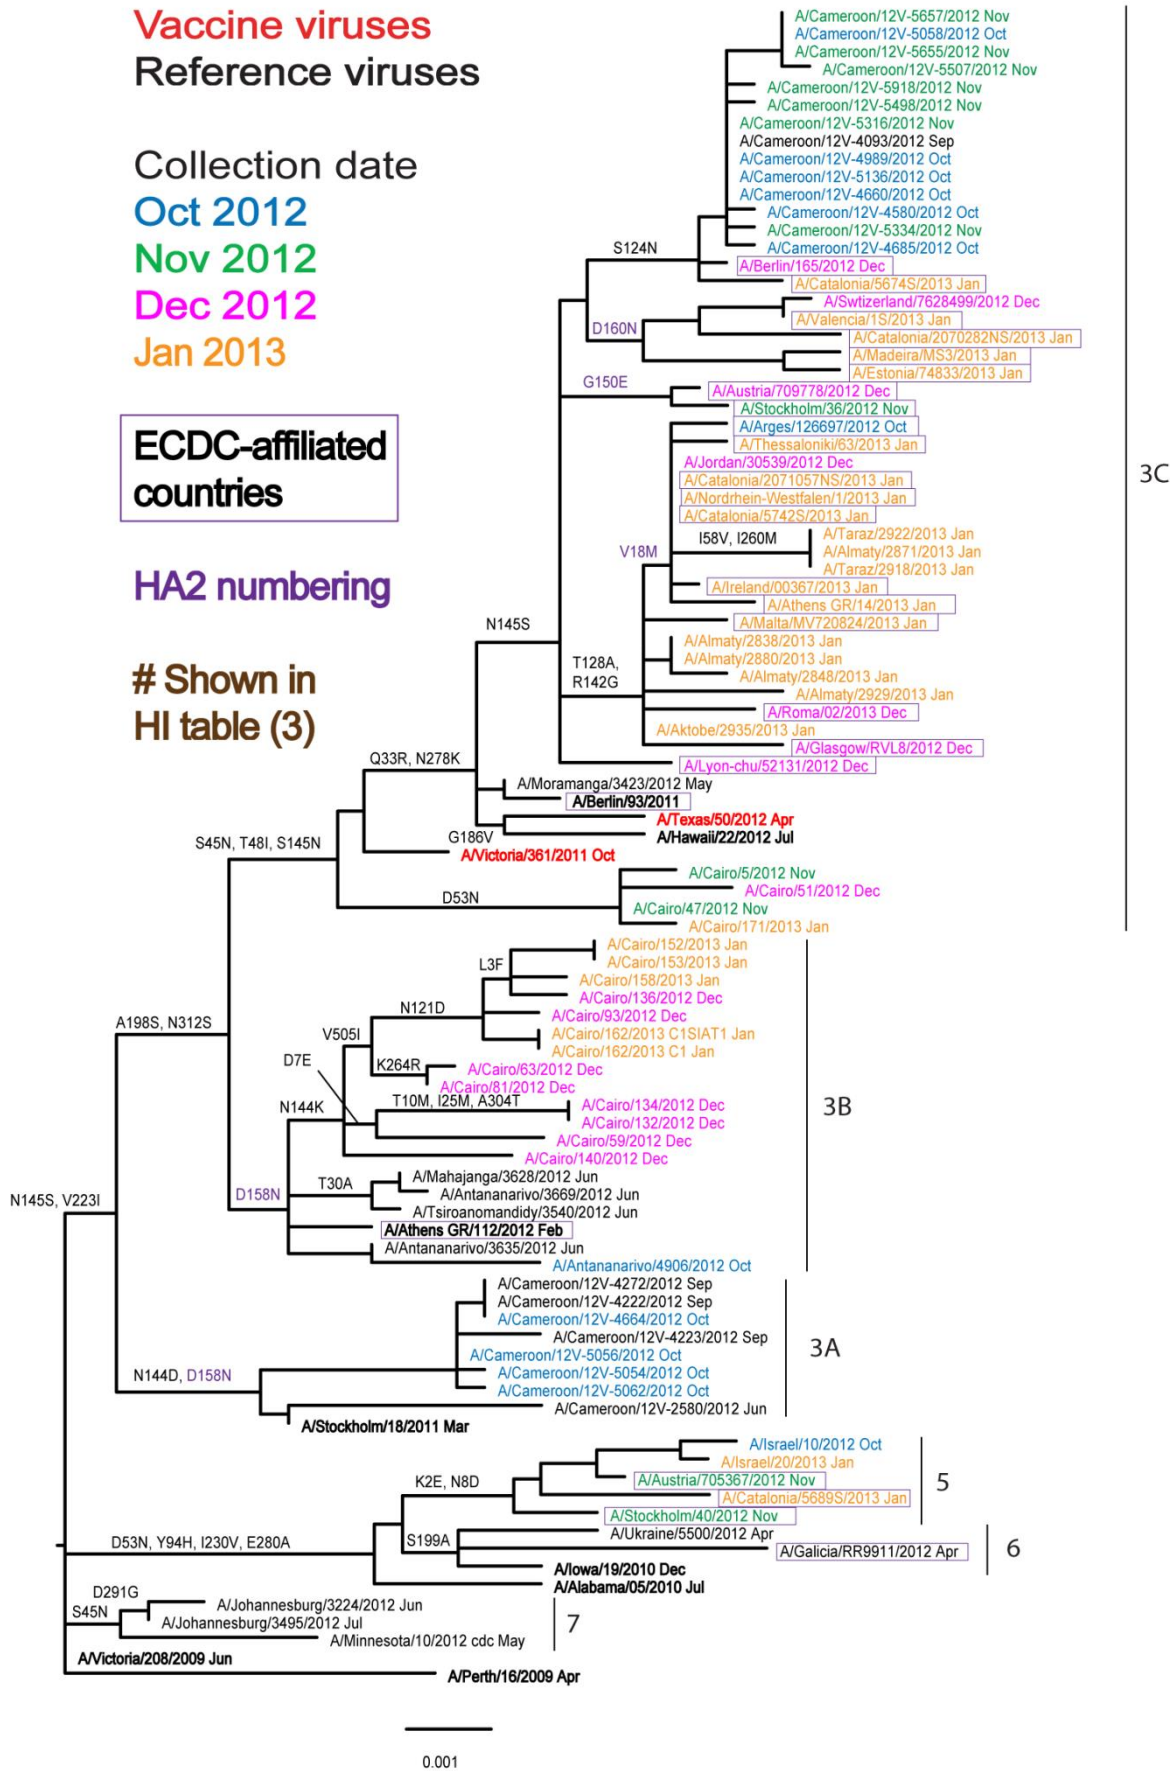 Vaccine viruses
Reference viruses
Collection date
Oct 2012
Nov 2012
Dec 2012
Jan 2013
ECDC-affiliated
countries
HA2 numbering
# Shown in
HI table (3)
A/Cameroon/12V-5657/2012 Nov
A/Cameroon/12V-5058/2012 Oct
A/Cameroon/12V-5655/2012 Nov
A/Cameroon/12V-5507/2012 Nov
A/Cameroon/12V-5918/2012 Nov
A/Cameroon/12V-5498/2012 Nov
A/Cameroon/12V-5316/2012 Nov
A/Cameroon/12V-4093/2012 Sep
A/Cameroon/12V-4989/2012 Oct
A/Cameroon/12V-5136/2012 Oct
A/Cameroon/12V-4660/2012 Oct
A/Cameroon/12V-4580/2012 Oct
A/Cameroon/12V-5334/2012 Nov
A/Cameroon/12V-4685/2012 Oct
S124N
A/Berlin/165/2012 Dec
A/Catalonia/5674S/2013 Jan
A/Swtizerland/7628499/2012 Dec
A/Valencia/1S/2013 Jan
D160N
A/Catalonia/2070282NS/2013 Jan
A/Madeira/MS3/2013 Jan
A/Estonia/74833/2013 Jan
G150E
A/Austria/709778/2012 Dec
A/Stockholm/36/2012 Nov
A/Arges/126697/2012 Oct
A/Thessaloniki/63/2013 Jan
A/Jordan/30539/2012 Dec
3C
A/Catalonia/2071057NS/2013 Jan
A/Nordrhein-Westfalen/1/2013 Jan
A/Catalonia/5742S/2013 Jan
I58V, I260M
A/Taraz/2922/2013 Jan
A/Almaty/2871/2013 Jan
A/Taraz/2918/2013 Jan
V18M
A/Ireland/00367/2013 Jan
A/Athens GR/14/2013 Jan
A/Malta/MV720824/2013 Jan
N145S
A/Almaty/2838/2013 Jan
A/Almaty/2880/2013 Jan
A/Almaty/2848/2013 Jan
T128A,
R142G
A/Almaty/2929/2013 Jan
A/Roma/02/2013 Dec
A/Aktobe/2935/2013 Jan
A/Glasgow/RVL8/2012 Dec
A/Lyon-chu/52131/2012 Dec
Q33R, N278K
A/Moramanga/3423/2012 May
A/Berlin/93/2011
A/Texas/50/2012 Apr
A/Hawaii/22/2012 Jul
G186V
S45N, T48I, S145N
A/Victoria/361/2011 Oct
A/Cairo/5/2012 Nov
A/Cairo/51/2012 Dec
D53N
A/Cairo/47/2012 Nov
A/Cairo/171/2013 Jan
A/Cairo/152/2013 Jan
A/Cairo/153/2013 Jan
L3F
A/Cairo/158/2013 Jan
A/Cairo/136/2012 Dec
N121D
A/Cairo/93/2012 Dec
A198S, N312S
V505I
A/Cairo/162/2013 C1SIAT1 Jan
A/Cairo/162/2013 C1 Jan
D7E
K264R
A/Cairo/63/2012 Dec
A/Cairo/81/2012 Dec
T10M, I25M, A304T
A/Cairo/134/2012 Dec
3B
N144K
A/Cairo/132/2012 Dec
A/Cairo/59/2012 Dec
A/Cairo/140/2012 Dec
A/Mahajanga/3628/2012 Jun
T30A
A/Antananarivo/3669/2012 Jun
N145S, V223I
D158N
A/Tsiroanomandidy/3540/2012 Jun
A/Athens GR/112/2012 Feb
A/Antananarivo/3635/2012 Jun
A/Antananarivo/4906/2012 Oct
A/Cameroon/12V-4272/2012 Sep
A/Cameroon/12V-4222/2012 Sep
A/Cameroon/12V-4664/2012 Oct
A/Cameroon/12V-4223/2012 Sep
3A
A/Cameroon/12V-5056/2012 Oct
N144D, D158N
A/Cameroon/12V-5054/2012 Oct
A/Cameroon/12V-5062/2012 Oct
A/Cameroon/12V-2580/2012 Jun
A/Stockholm/18/2011 Mar
A/Israel/10/2012 Oct
A/Israel/20/2013 Jan
K2E, N8D
A/Austria/705367/2012 Nov
5
A/Catalonia/5689S/2013 Jan
A/Stockholm/40/2012 Nov
D53N, Y94H, I230V, E280A
S199A
A/Ukraine/5500/2012 Apr
A/Galicia/RR9911/2012 Apr
6
A/Iowa/19/2010 Dec
A/Alabama/05/2010 Jul
D291G
A/Johannesburg/3224/2012 Jun
S45N
A/Johannesburg/3495/2012 Jul
7
A/Minnesota/10/2012 cdc May
A/Victoria/208/2009 Jun
A/Perth/16/2009 Apr
0.001